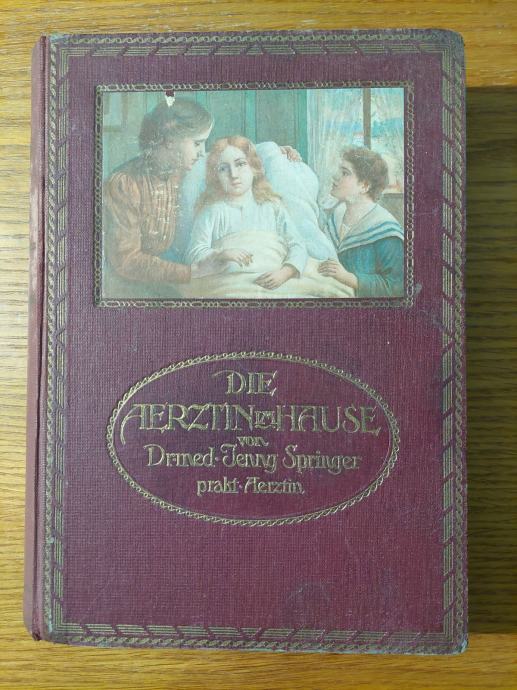 DIE
AERZTIN IM HAUSE
von
Dr med · Jenny Springer
prakt · Aerztin